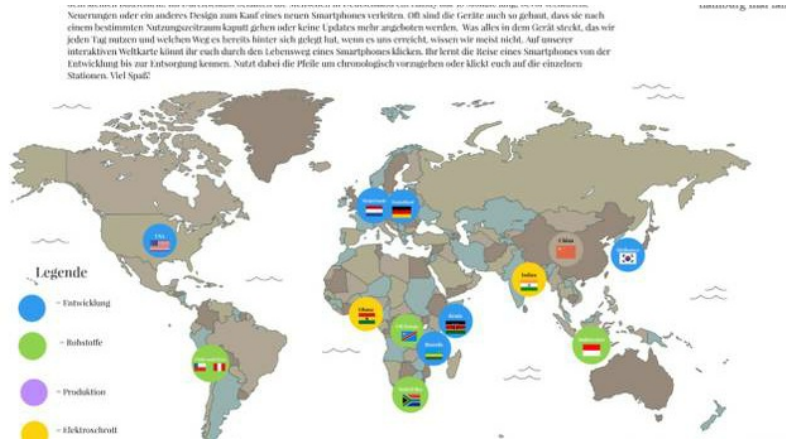 Neuerungen oder ein anderes Design zum Kauf eines neuen Smartphones verleiten. Oft sind die Geräte auch so gebaut, dass sie nach
einem bestimmten Nutzungszeitraum kaputt gehen oder keine Updates mehr angeboten werden. Was alles in dem Gerät steckt, das wir
jeden Tag nutzen und welchen Weg es bereits hinter sich gelegt hat, wenn es uns erreicht, wissen wir meist nicht. Auf unserer
interaktiven Weltkarte könnt ihr euch durch den Lebensweg eines Smartphones klicken. Ihr lernt die Reise eines Smartphones von der
Entwicklung bis zur Entsorgung kennen. Nutzt dabei die Pfeile um chronologisch vorzugehen oder klickt euch auf die einzelnen
Stationen. Viel Spaß!
USA
China
Indien
Ghana
Kenia
Ruanda
Südafrika
Legende
= Entwicklung
= Rohstoffe
= Produktion
= Elektroschrott